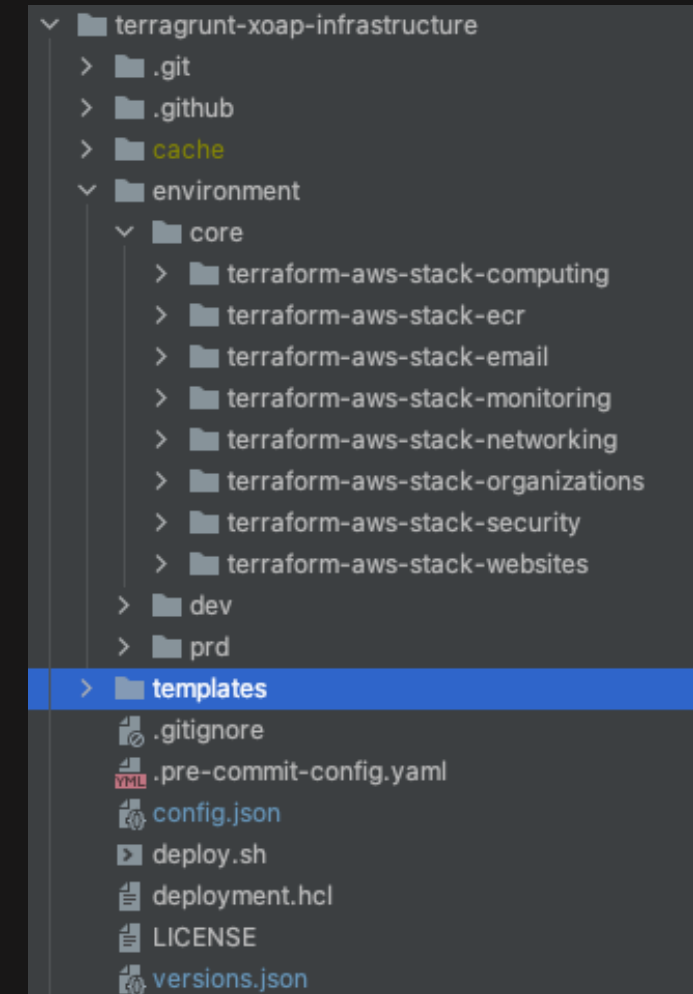 terragrunt-xoap-infrastructure
.git
.github
cache
environment
core
terraform-aws-stack-computing
terraform-aws-stack-ecr
terraform-aws-stack-email
terraform-aws-stack-monitoring
terraform-aws-stack-networking
terraform-aws-stack-organizations
terraform-aws-stack-security
terraform-aws-stack-websites
dev
prd
templates
.gitignore
YML .pre-commit-config.yaml
config.json
deploy.sh
deployment.hcl
LICENSE
versions.json